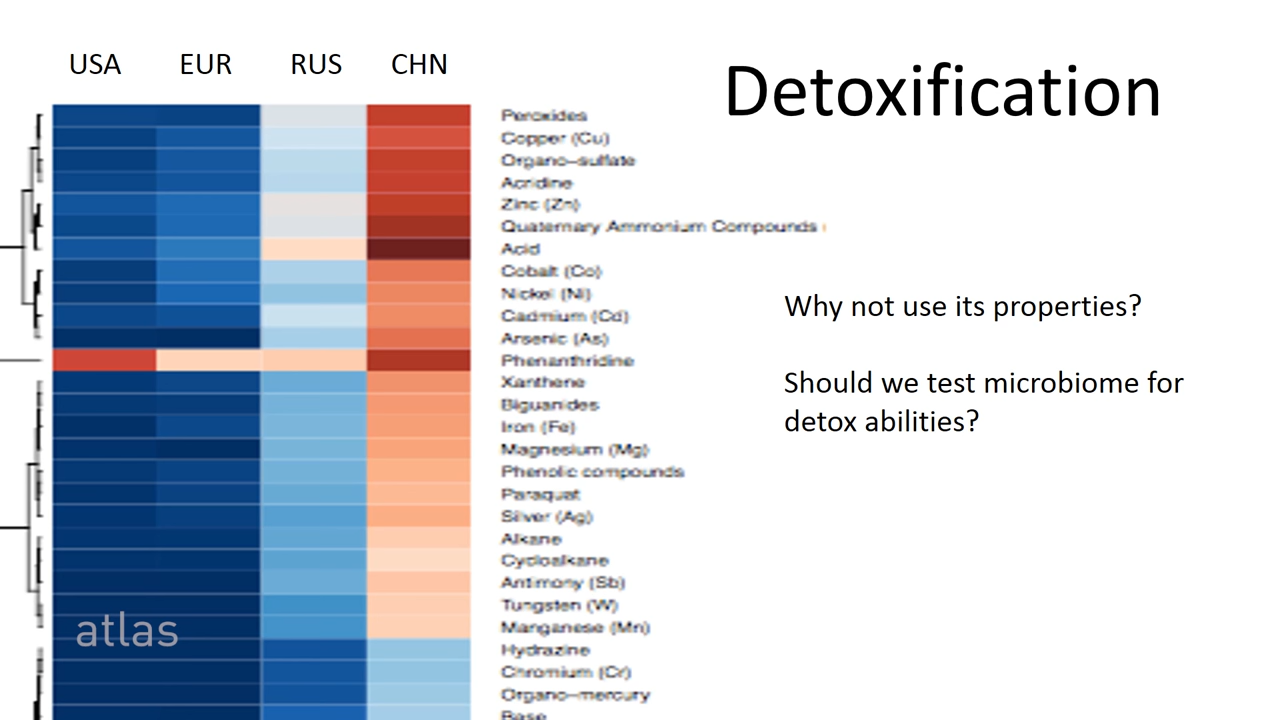 USA EUR RUS CHN
Detoxification
Peroxides
Copper (Cu)
Organo-sulfate
Acridine
Zinc (Zn)
Quaternary Ammonium Compounds
Acid
Cobalt (Co)
Nickel (Ni)
Cadmium (Cd)
Arsenic (As)
Phenanthridine
Xanthene
Biguanides
Iron (Fe)
Magnesium (Mg)
Phenolic compounds
Paraquat
Silver (Ag)
Alkane
Cycloalkane
Antimony (Sb)
Tungsten (W)
Manganese (Mn)
Hydrazine
Chromium (Cr)
Organo-mercury
Base
Why not use its properties?
Should we test microbiome for
detox abilities?
atlas